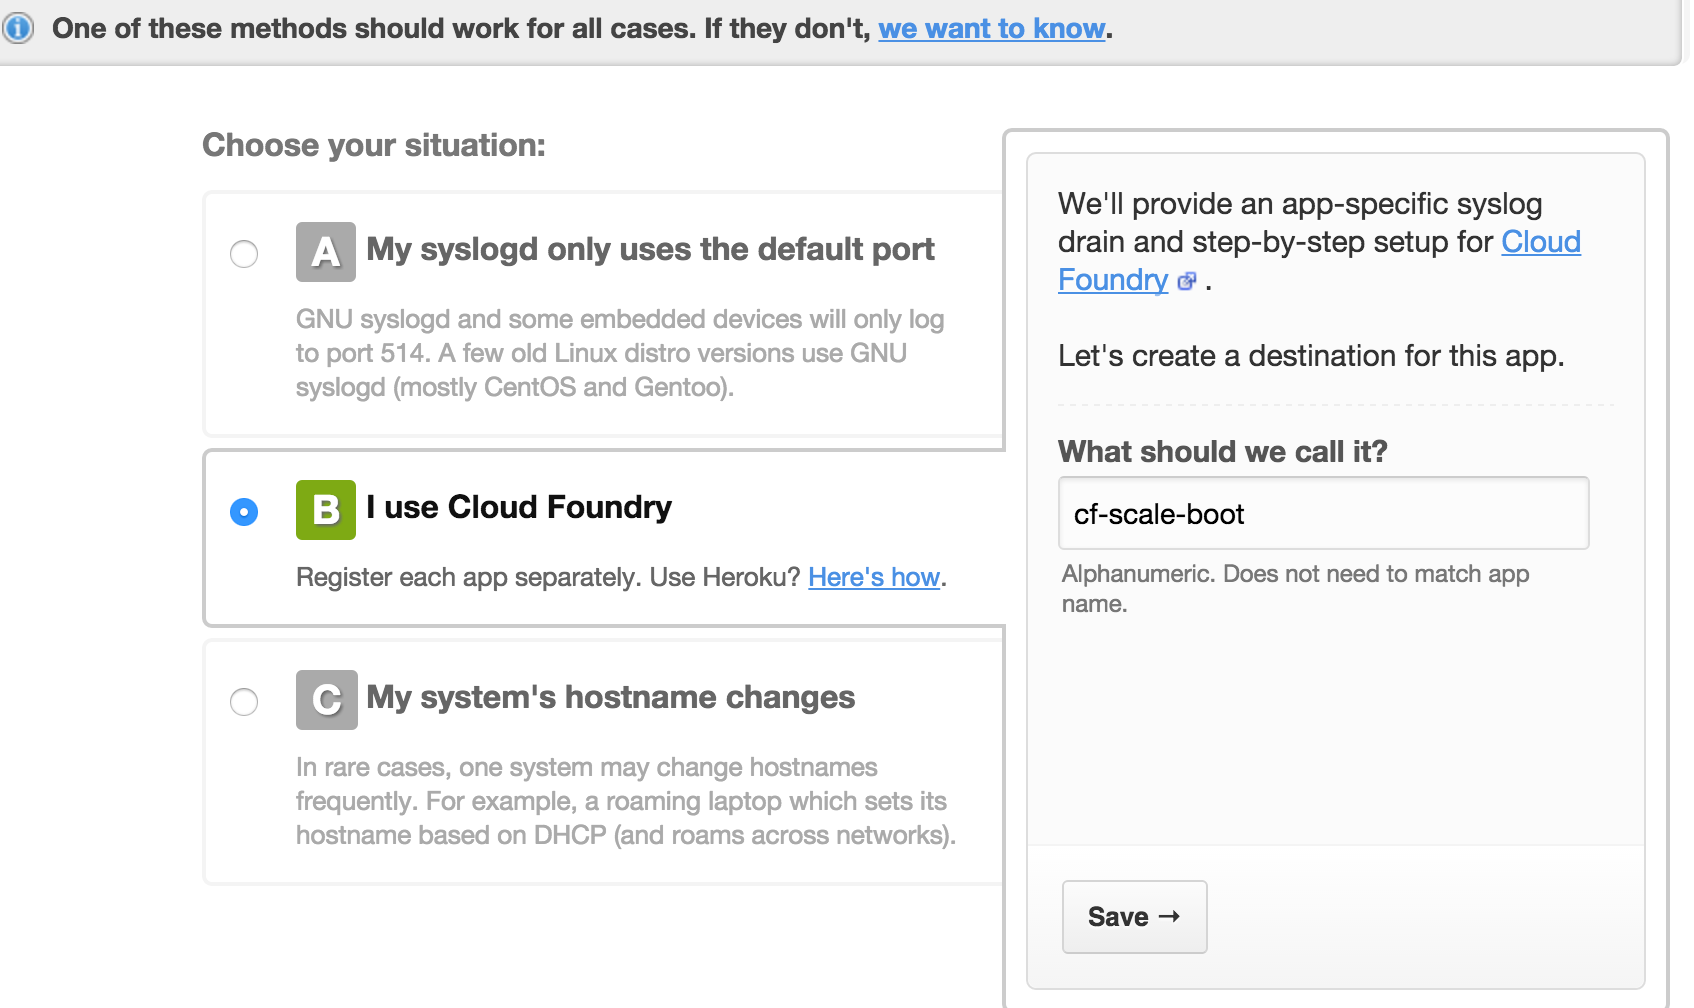 One of these methods should work for all cases. If they don't, we want to know.
Choose your situation:
A My syslogd only uses the default port
GNU syslogd and some embedded devices will only log
to port 514. A few old Linux distro versions use GNU
syslogd (mostly CentOS and Gentoo).
B I use Cloud Foundry
Register each app separately. Use Heroku? Here's how.
C My system's hostname changes
In rare cases, one system may change hostnames
frequently. For example, a roaming laptop which sets its
hostname based on DHCP (and roams across networks).
We'll provide an app-specific syslog
drain and step-by-step setup for Cloud
Foundry .
Let's create a destination for this app.
What should we call it?
cf-scale-boot
Alphanumeric. Does not need to match app
name.
Save →